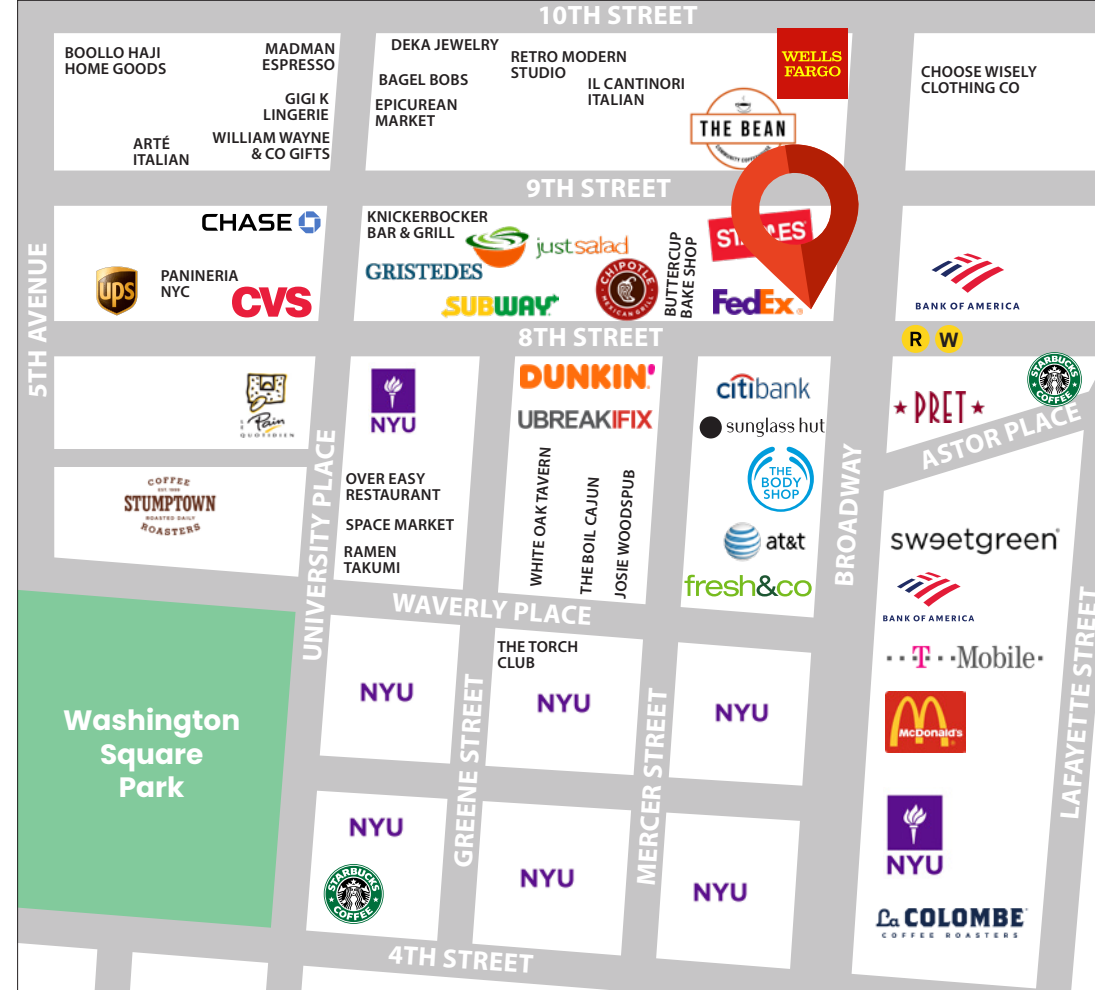 10TH STREET
BOOLLO HAJI
HOME GOODS
MADMAN
ESPRESSO
GIGI K
LINGERIE
ARTÉ
ITALIAN
WILLIAM WAYNE
& CO GIFTS
DEKA JEWELRY
BAGEL BOBS
EPICUREAN
MARKET
RETRO MODERN
STUDIO
IL CANTINORI
ITALIAN
WELLS
FARGO
THE BEAN
CHOOSE WISELY
CLOTHING CO
9TH STREET
5TH AVENUE
CHASE
ups
PANINERIA
NYC
CVS
KNICKERBOCKER
BAR & GRILL
justsalad
GRISTEDES
SUBWAY
CHIPOTLE
MEXICAN GRILL
BUTTERCUP
BAKE SHOP
FedEx®
BANK OF AMERICA
8TH STREET
R W
Pain
QUOTIDIEN
COFFEE
STUMPTOWN
ROASTED DAILY
ROASTERS
UNIVERSITY PLACE
NYU
OVER EASY
RESTAURANT
SPACE MARKET
RAMEN
TAKUMI
DUNKIN'
UBREAKIFIX
WHITE OAK TAVERN
THE BOIL CAJUN
JOSIE WOODSPUB
citibank
sunglass hut
THE
BODY
SHOP
at&t
fresh&co
BROADWAY
PRET
STARBUCKS
COFFEE
ASTOR PLACE
sweetgreen
BANK OF AMERICA
T Mobile
McDonald's
NYU
La COLOMBE
COFFEE ROASTERS
LAFAYETTE STREET
WAVERLY PLACE
Washington
Square
Park
NYU
THE TORCH
CLUB
NYU
NYU
GREENE STREET
MERCER STREET
NYU
STARBUCKS
COFFEE
NYU
NYU
4TH STREET